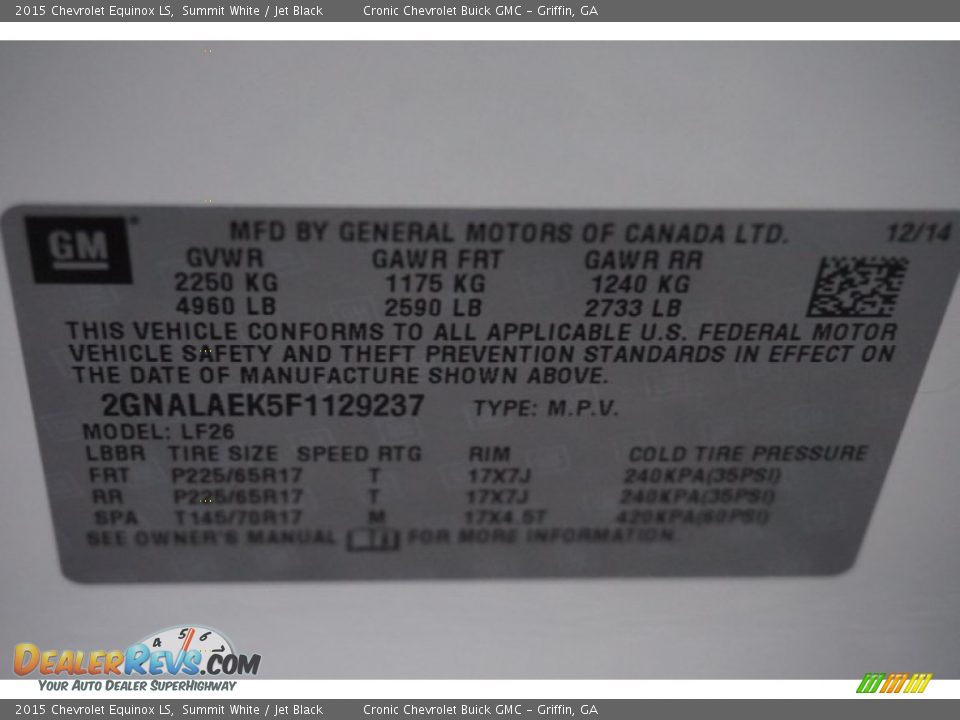 2015 Chevrolet Equinox LS, Summit White / Jet Black Cronic Chevrolet Buick GMC - Griffin, GA
GM MFD BY GENERAL MOTORS OF CANADA LTD. 12/14
GVWR GAWR FRT GAWR RR
2250 KG 1175 KG 1240 KG
4960 LB 2590 LB 2733 LB
THIS VEHICLE CONFORMS TO ALL APPLICABLE U.S. FEDERAL MOTOR
VEHICLE SAFETY AND THEFT PREVENTION STANDARDS IN EFFECT ON
THE DATE OF MANUFACTURE SHOWN ABOVE.
2GNALAEK5F1129237 TYPE: M.P.V.
MODEL: LF26
LBBR TIRE SIZE SPEED RTG RIM COLD TIRE PRESSURE
FRT P225/65R17 T 17X7J 240KPA(35PSI)
RR P225/65R17 T 17X7J 240KPA(35PSI)
SPA T145/70R17 M 17X4.5T 420KPA(60PSI)
SEE OWNER'S MANUAL FOR MORE INFORMATION
4 5 6 7
DealerRevs.com
Your Auto Dealer SuperHighway
2015 Chevrolet Equinox LS, Summit White / Jet Black Cronic Chevrolet Buick GMC - Griffin, GA